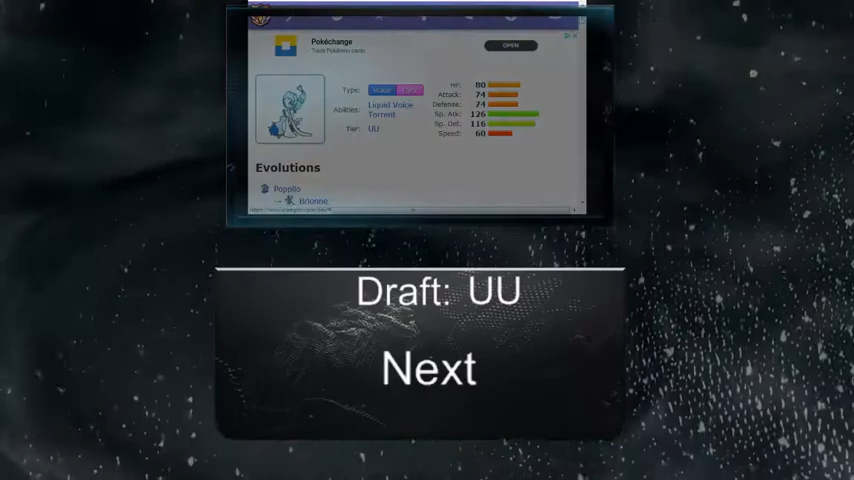 Pokéchange
Trade Pokémon cards
OPEN
Type: Water Fairy
Abilities: Liquid Voice
Torrent
Tier: UU
HP: 80
Attack: 74
Defense: 74
Sp. Atk: 126
Sp. Def: 116
Speed: 60
Evolutions
Popplio
→ Brionne
Draft: UU
Next